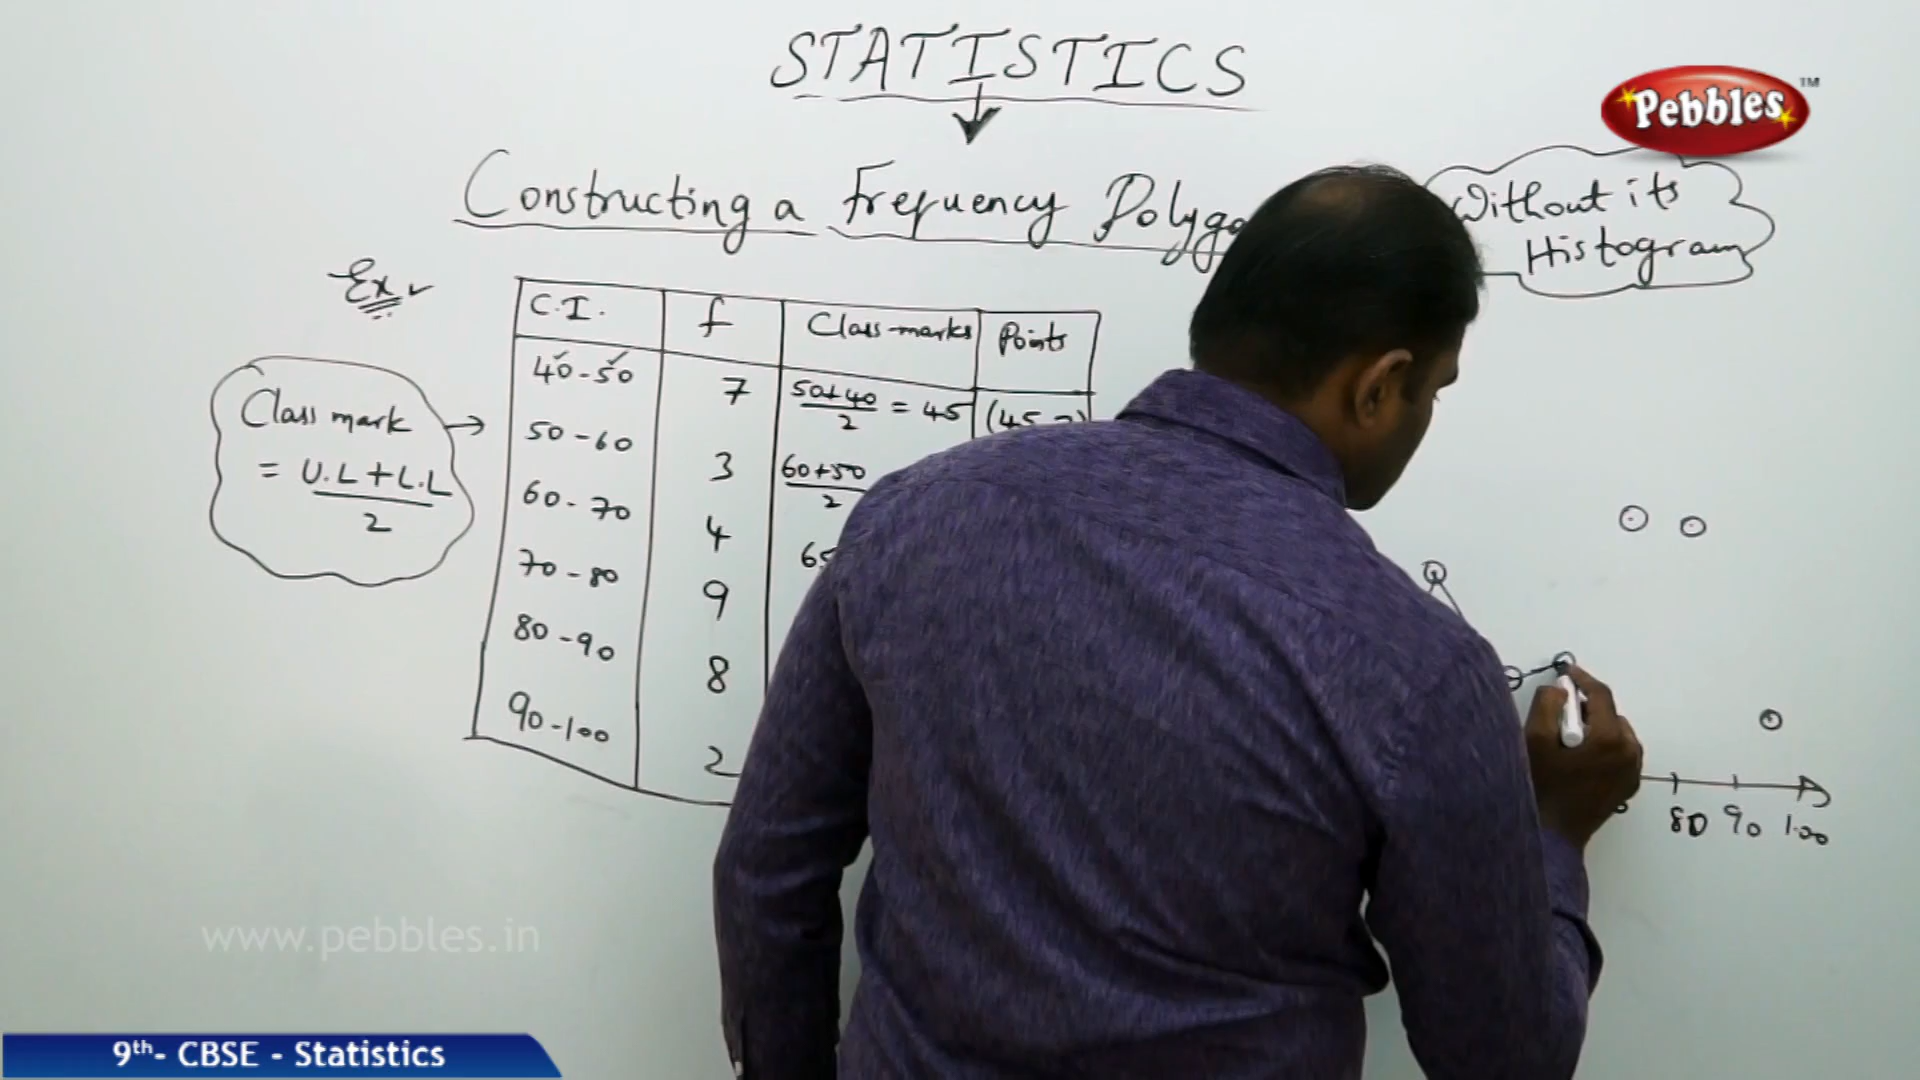 STATISTICS
Pebbles™
Constructing a Frequency
Without its
Histogram
Ex
C.I. f Class-marks Points
40-50 7 50+40/2 = 45
50-60 3 60+50/2
60-70 4
70-80 9
80-90 8
90-100 2
Class mark
= U.L+L.L
2
80 90 100
www.pebbles.in
9th- CBSE - Statistics